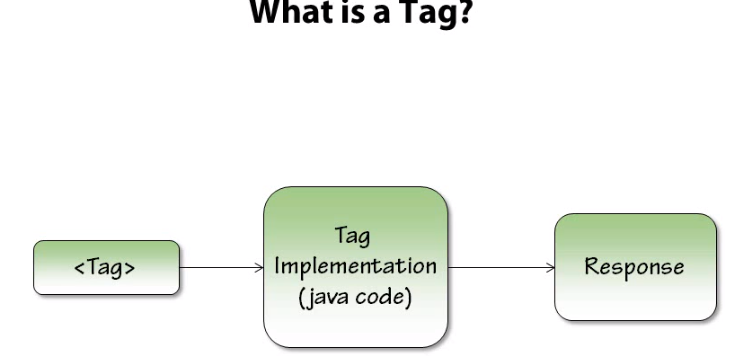 What is a Tag?
<Tag>
Tag
Implementation
(java code)
Response